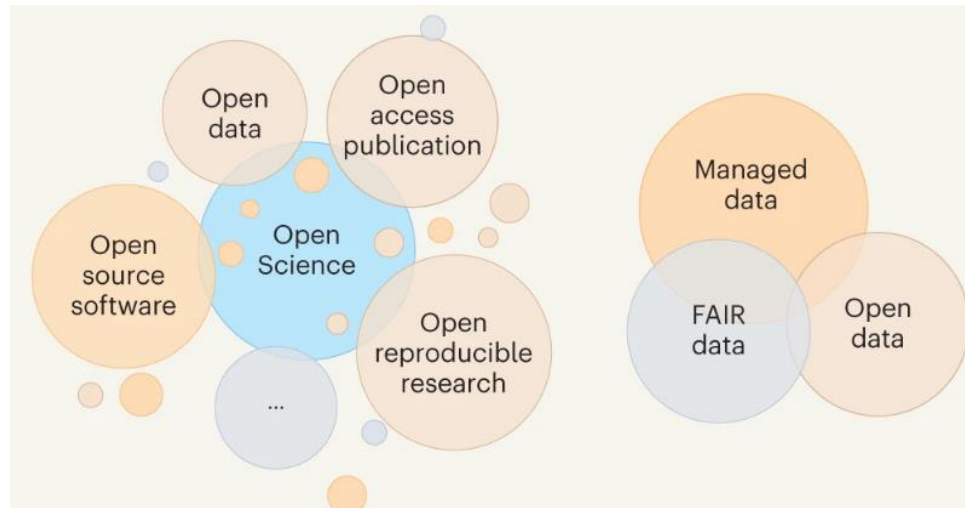 Open
data
Open
access
publication
Open
source
software
Open
Science
Open
reproducible
research
...
Managed
data
FAIR
data
Open
data